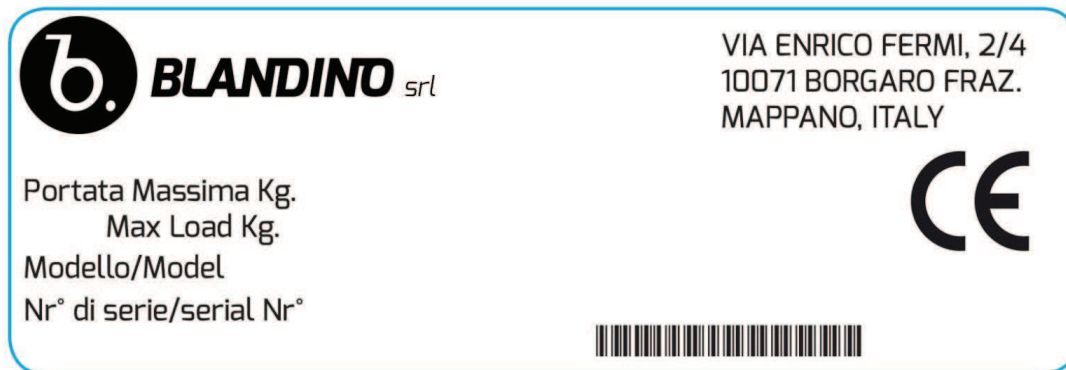 b.
BLANDINO srl
VIA ENRICO FERMI, 2/4
10071 BORGARO FRAZ.
MAPPANO, ITALY
CE
Portata Massima Kg.
Max Load Kg.
Modello/Model
Nr° di serie/serial Nr°